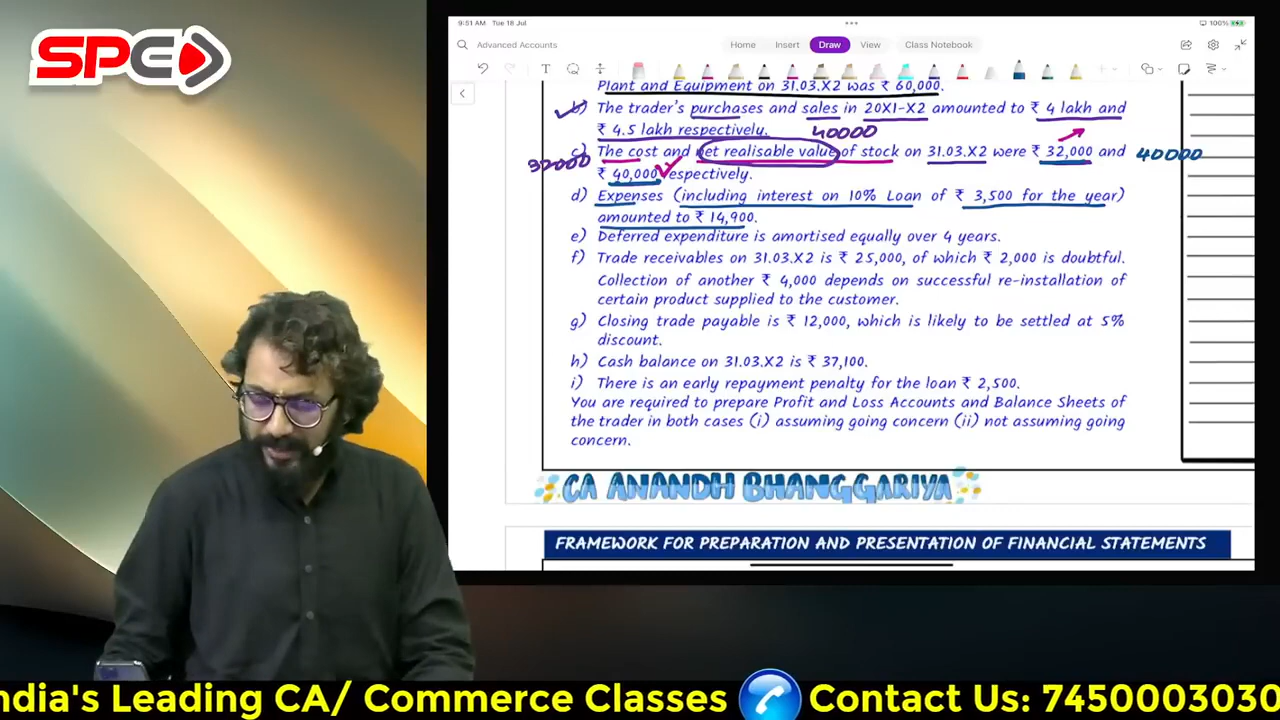 SPED
9:51 AM Tue 18 Jul
100%
Advanced Accounts
Home Insert Draw View Class Notebook
Plant and Equipment on 31.03.X2 was ₹ 60,000.
b) The trader's purchases and sales in 20X1-X2 amounted to ₹ 4 lakh and
₹ 4.5 lakh respectively. 40000
c) The cost and net realisable value of stock on 31.03.X2 were ₹ 32,000 and 40000
32000 ₹ 40,000 respectively.
d) Expenses (including interest on 10% Loan of ₹ 3,500 for the year)
amounted to ₹ 14,900.
e) Deferred expenditure is amortised equally over 4 years.
f) Trade receivables on 31.03.X2 is ₹ 25,000, of which ₹ 2,000 is doubtful.
Collection of another ₹ 4,000 depends on successful re-installation of
certain product supplied to the customer.
g) Closing trade payable is ₹ 12,000, which is likely to be settled at 5%
discount.
h) Cash balance on 31.03.X2 is ₹ 37,100.
i) There is an early repayment penalty for the loan ₹ 2,500.
You are required to prepare Profit and Loss Accounts and Balance Sheets of
the trader in both cases (i) assuming going concern (ii) not assuming going
concern.
CA ANANDH BHANGGARIYA
FRAMEWORK FOR PREPARATION AND PRESENTATION OF FINANCIAL STATEMENTS
ndia's Leading CA/ Commerce Classes Contact Us: 7450003030